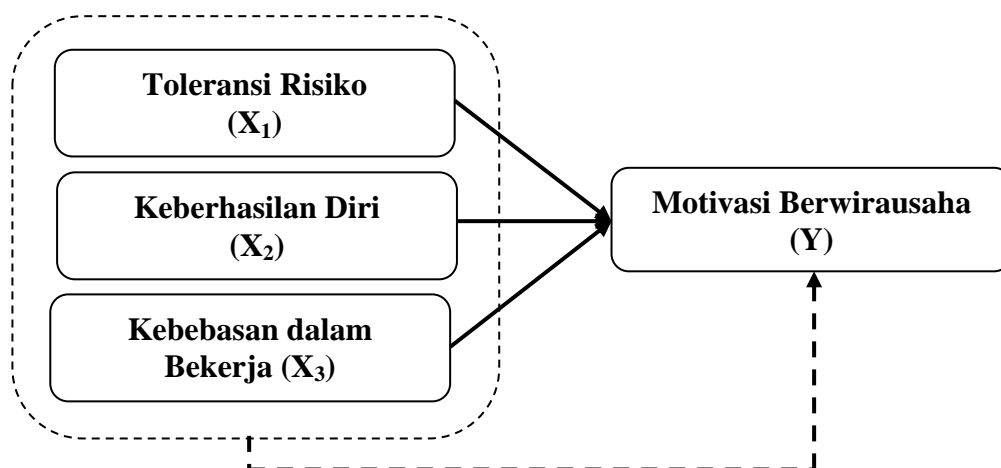 Toleransi Risiko
(X₁)
Keberhasilan Diri
(X₂)
Kebebasan dalam
Bekerja (X₃)
Motivasi Berwirausaha
(Y)